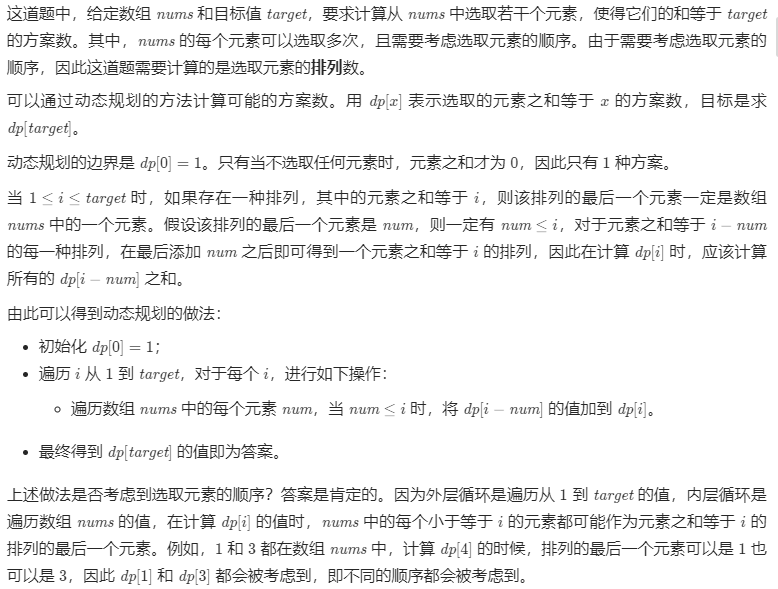 这道题中，给定数组 nums 和目标值 target，要求计算从 nums 中选取若干个元素，使得它们的和等于 target
的方案数。其中，nums 的每个元素可以选取多次，且需要考虑选取元素的顺序。由于需要考虑选取元素的
顺序，因此这道题需要计算的是选取元素的排列数。
可以通过动态规划的方法计算可能的方案数。用 dp[x] 表示选取的元素之和等于 x 的方案数，目标是求
dp[target]。
动态规划的边界是 dp[0] = 1。只有当不选取任何元素时，元素之和才为 0，因此只有 1 种方案。
当 1 ≤ i ≤ target 时，如果存在一种排列，其中的元素之和等于 i，则该排列的最后一个元素一定是数组
nums 中的一个元素。假设该排列的最后一个元素是 num，则一定有 num ≤ i，对于元素之和等于 i − num
的每一种排列，在最后添加 num 之后即可得到一个元素之和等于 i 的排列，因此在计算 dp[i] 时，应该计算
所有的 dp[i − num] 之和。
由此可以得到动态规划的做法：
• 初始化 dp[0] = 1；
• 遍历 i 从 1 到 target，对于每个 i，进行如下操作：
◦ 遍历数组 nums 中的每个元素 num，当 num ≤ i 时，将 dp[i − num] 的值加到 dp[i]。
• 最终得到 dp[target] 的值即为答案。
上述做法是否考虑到选取元素的顺序？答案是肯定的。因为外层循环是遍历从 1 到 target 的值，内层循环是
遍历数组 nums 的值，在计算 dp[i] 的值时，nums 中的每个小于等于 i 的元素都可能作为元素之和等于 i 的
排列的最后一个元素。例如，1 和 3 都在数组 nums 中，计算 dp[4] 的时候，排列的最后一个元素可以是 1 也
可以是 3，因此 dp[1] 和 dp[3] 都会被考虑到，即不同的顺序都会被考虑到。